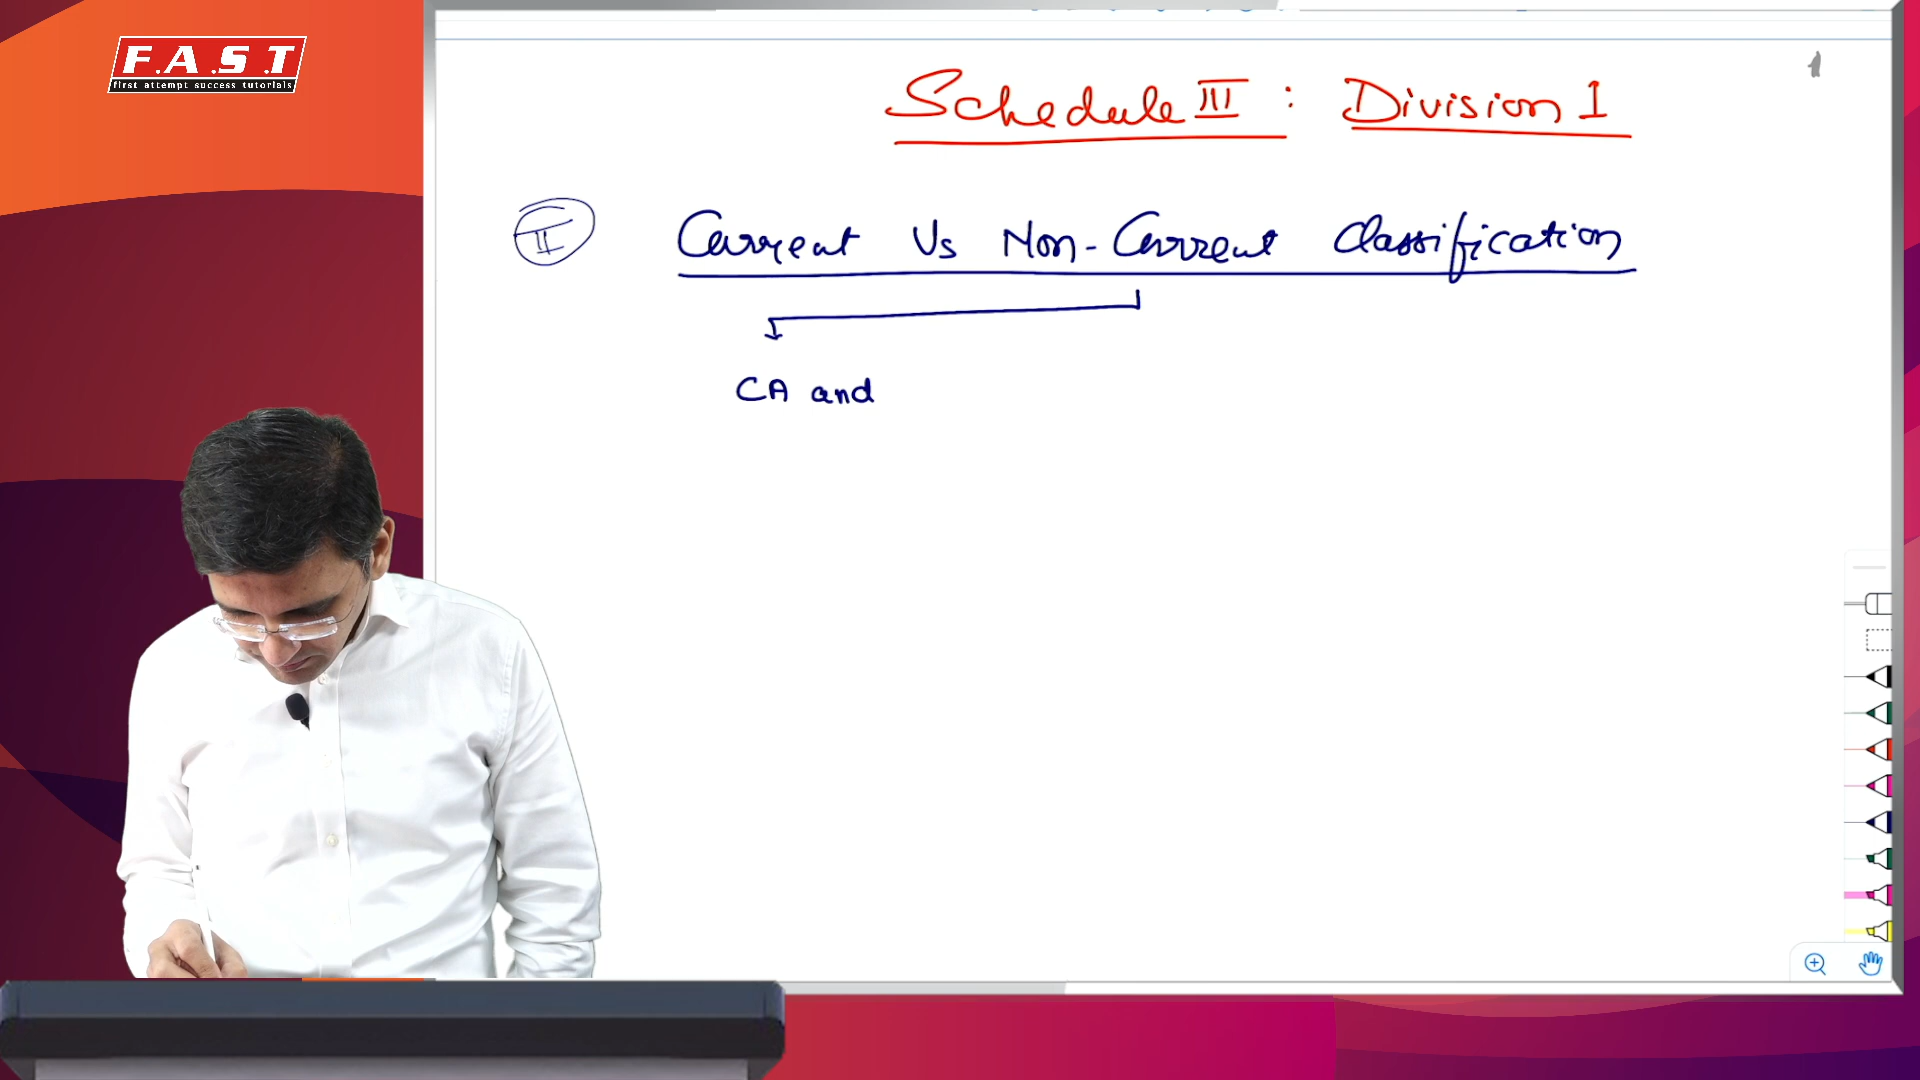 F.A.S.T
first attempt success tutorials
Schedule III : Division I
II Current Vs Non-Current Classification
CA and